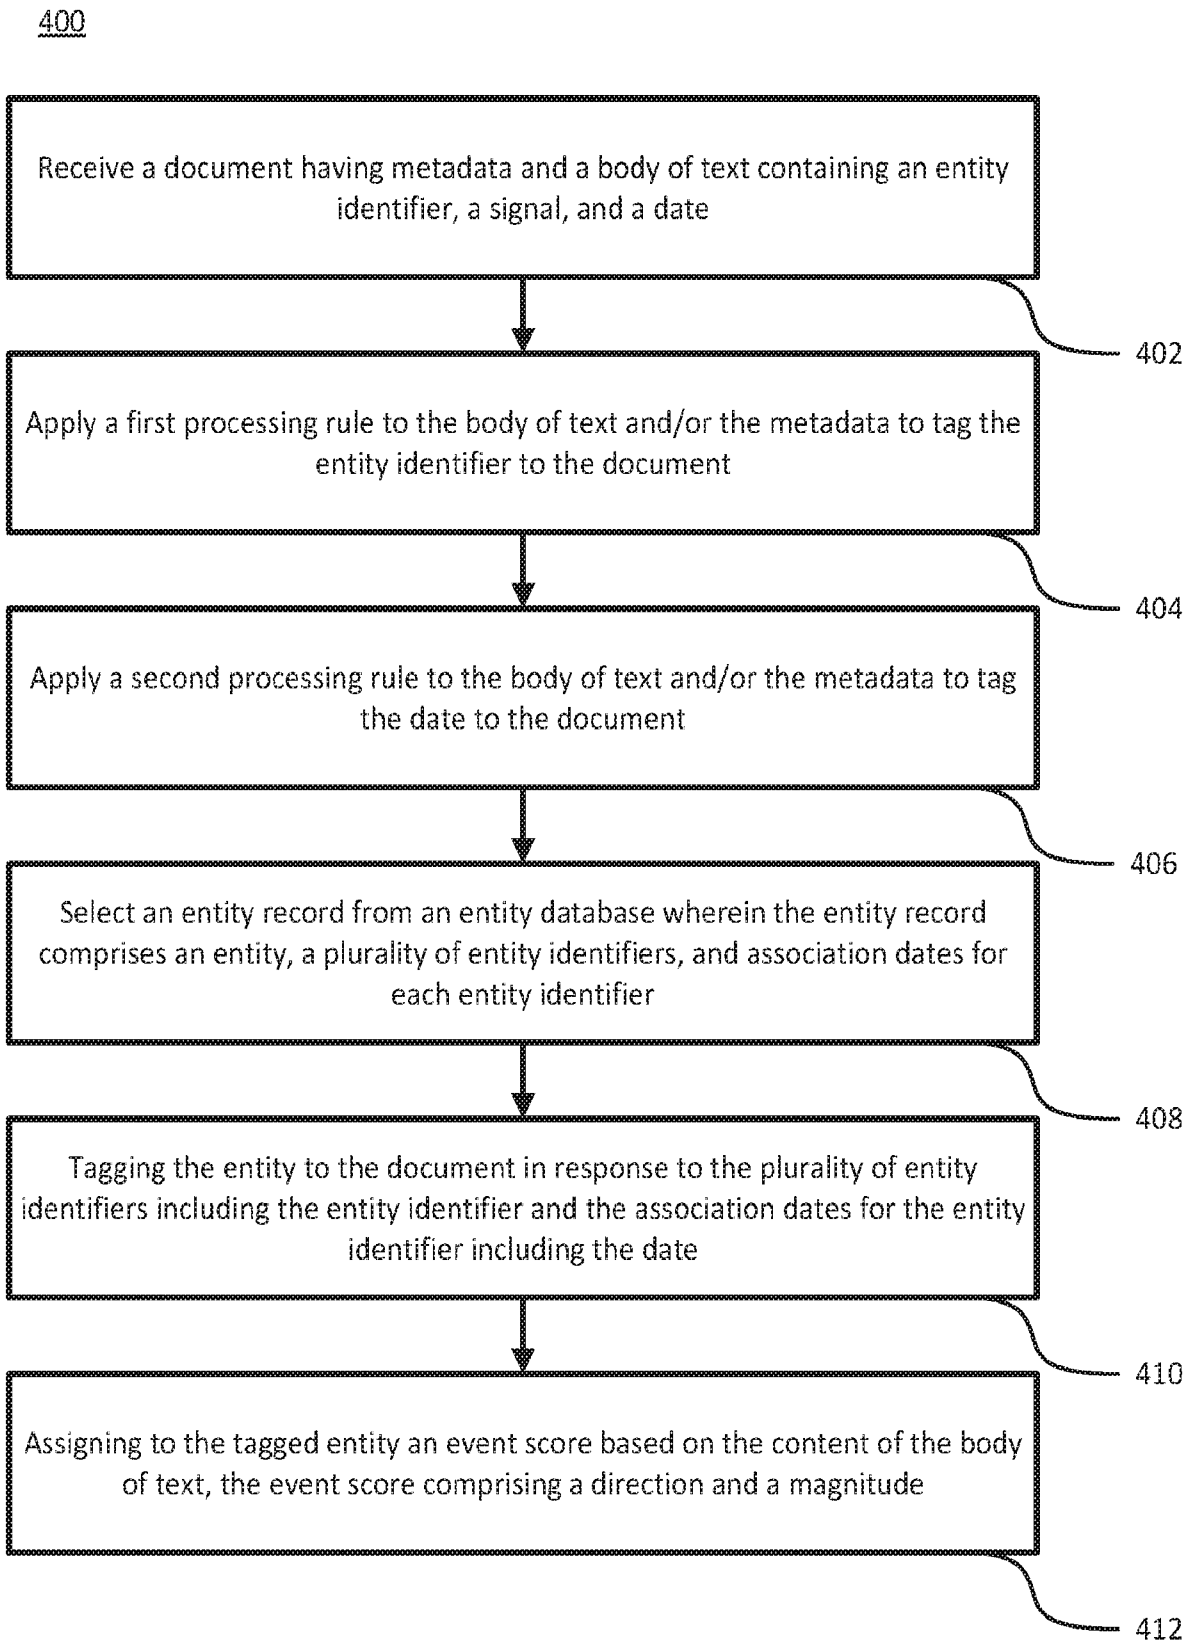 400
Receive a document having metadata and a body of text containing an entity
identifier, a signal, and a date
402
Apply a first processing rule to the body of text and/or the metadata to tag the
entity identifier to the document
404
Apply a second processing rule to the body of text and/or the metadata to tag
the date to the document
406
Select an entity record from an entity database wherein the entity record
comprises an entity, a plurality of entity identifiers, and association dates for
each entity identifier
408
Tagging the entity to the document in response to the plurality of entity
identifiers including the entity identifier and the association dates for the entity
identifier including the date
410
Assigning to the tagged entity an event score based on the content of the body
of text, the event score comprising a direction and a magnitude
412